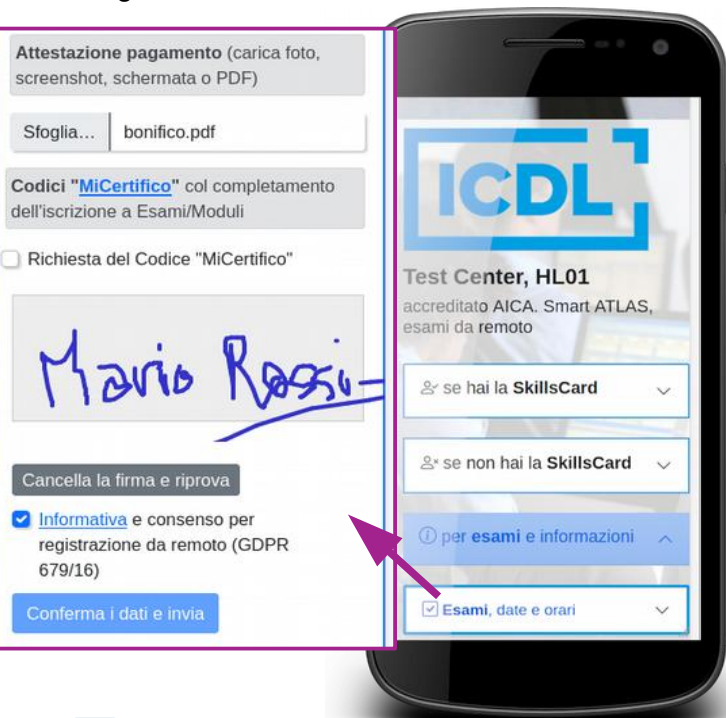 Attestazione pagamento (carica foto,
screenshot, schermata o PDF)
Sfoglia... bonifico.pdf
Codici "MiCertifico" col completamento
dell'iscrizione a Esami/Moduli
Richiesta del Codice "MiCertifico"
Mario Rossi
Cancella la firma e riprova
Informativa e consenso per
registrazione da remoto (GDPR
679/16)
Conferma i dati e invia
ICDL
Test Center, HL01
accreditato AICA. Smart ATLAS,
esami da remoto
se hai la SkillsCard
se non hai la SkillsCard
per esami e informazioni
Esami, date e orari